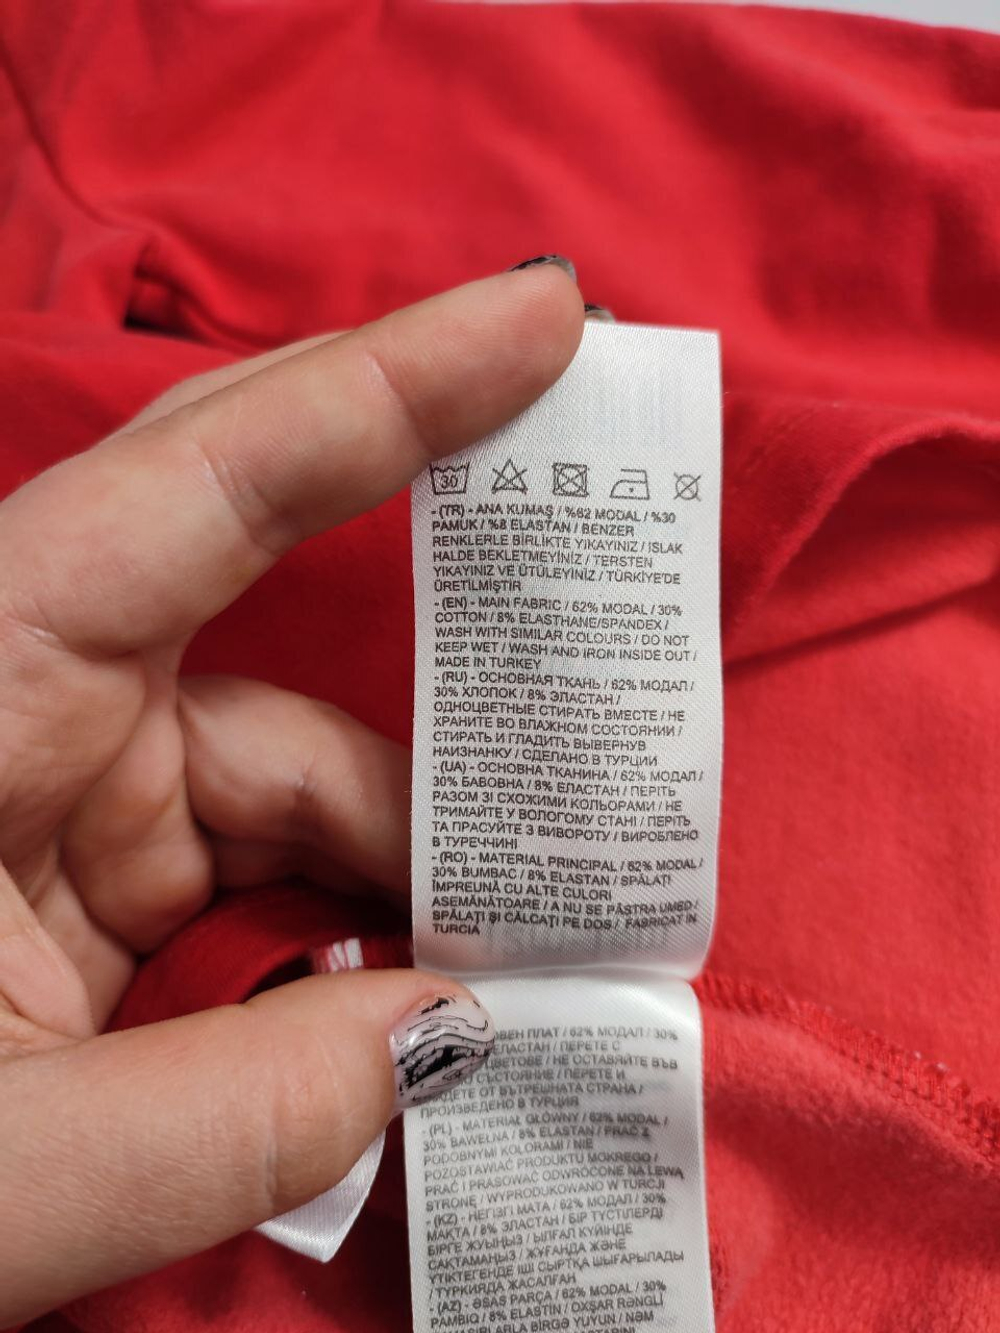 30
- (TR) - ANA KUMAŞ / %62 MODAL / %30
PAMUK / %8 ELASTAN / BENZER
RENKLERLE BİRLİKTE YIKAYINIZ / ISLAK
HALDE BEKLETMEYİNİZ / TERSTEN
YIKAYINIZ VE ÜTÜLEYİNİZ / TÜRKİYE'DE
ÜRETİLMİŞTİR
- (EN) - MAIN FABRIC / 62% MODAL / 30%
COTTON / 8% ELASTHANE/SPANDEX /
WASH WITH SIMILAR COLOURS / DO NOT
KEEP WET / WASH AND IRON INSIDE OUT /
MADE IN TURKEY
- (RU) - ОСНОВНАЯ ТКАНЬ / 62% МОДАЛ /
30% ХЛОПОК / 8% ЭЛАСТАН /
ОДНОЦВЕТНЫЕ СТИРАТЬ ВМЕСТЕ / НЕ
ХРАНИТЕ ВО ВЛАЖНОМ СОСТОЯНИИ /
СТИРАТЬ И ГЛАДИТЬ ВЫВЕРНУВ
НАИЗНАНКУ / СДЕЛАНО В ТУРЦИИ
- (UA) - ОСНОВНА ТКАНИНА / 62% МОДАЛ /
30% БАВОВНА / 8% ЕЛАСТАН / ПЕРІТЬ
РАЗОМ ЗІ СХОЖИМИ КОЛЬОРАМИ / НЕ
ТРИМАЙТЕ У ВОЛОГОМУ СТАНІ / ПЕРІТЬ
ТА ПРАСУЙТЕ З ВИВОРОТУ / ВИРОБЛЕНО
В ТУРЕЧЧИНІ
- (RO) - MATERIAL PRINCIPAL / 62% MODAL /
30% BUMBAC / 8% ELASTAN / SPĂLAȚI
ÎMPREUNĂ CU ALTE CULORI
ASEMĂNĂTOARE / A NU SE PĂSTRA UMED /
SPĂLAȚI ȘI CĂLCAȚI PE DOS / FABRICAT IN
TURCIA
ПЛАТ / 62% МОДАЛ / 30%
/ ПЕРЕТЕ С
/ НЕ ОСТАВЯЙТЕ ВЪВ
СЪСТОЯНИЕ / ПЕРЕТЕ И
ОТ ВЪТРЕШНАТА СТРАНА /
ПРОИЗВЕДЕНО В ТУРЦИЯ
- (PL) - MATERIAŁ GŁÓWNY / 62% MODAL /
30% BAWEŁNA / 8% ELASTAN / PRAĆ Z
PODOBNYMI KOLORAMI / NIE
POZOSTAWIAĆ PRODUKTU MOKREGO /
PRAĆ I PRASOWAĆ ODWRÓCONE NA LEWĄ
STRONĘ / WYPRODUKOWANO W TURCJI
- (KZ) - НЕГІЗГІ МАТА / 62% МОДАЛ / 30%
МАҚТА / 8% ЭЛАСТАН / БІР ТҮСТІЛЕРДІ
БІРГЕ ЖУЫҢЫЗ / ЫЛҒАЛ КҮЙІНДЕ
САҚТАМАҢЫЗ / ЖУҒАНДА ЖӘНЕ
ҮТІКТЕГЕНДЕ ІШІ СЫРТҚА ШЫҒАРЫЛАДЫ
/ ТҮРКИЯДА ЖАСАЛҒАН
- (AZ) - ƏSAS PARÇA / 62% MODAL / 30%
PAMBIQ / 8% ELASTİN / OXŞAR RƏNGLİ
BİRGƏ YUYUN / NƏM